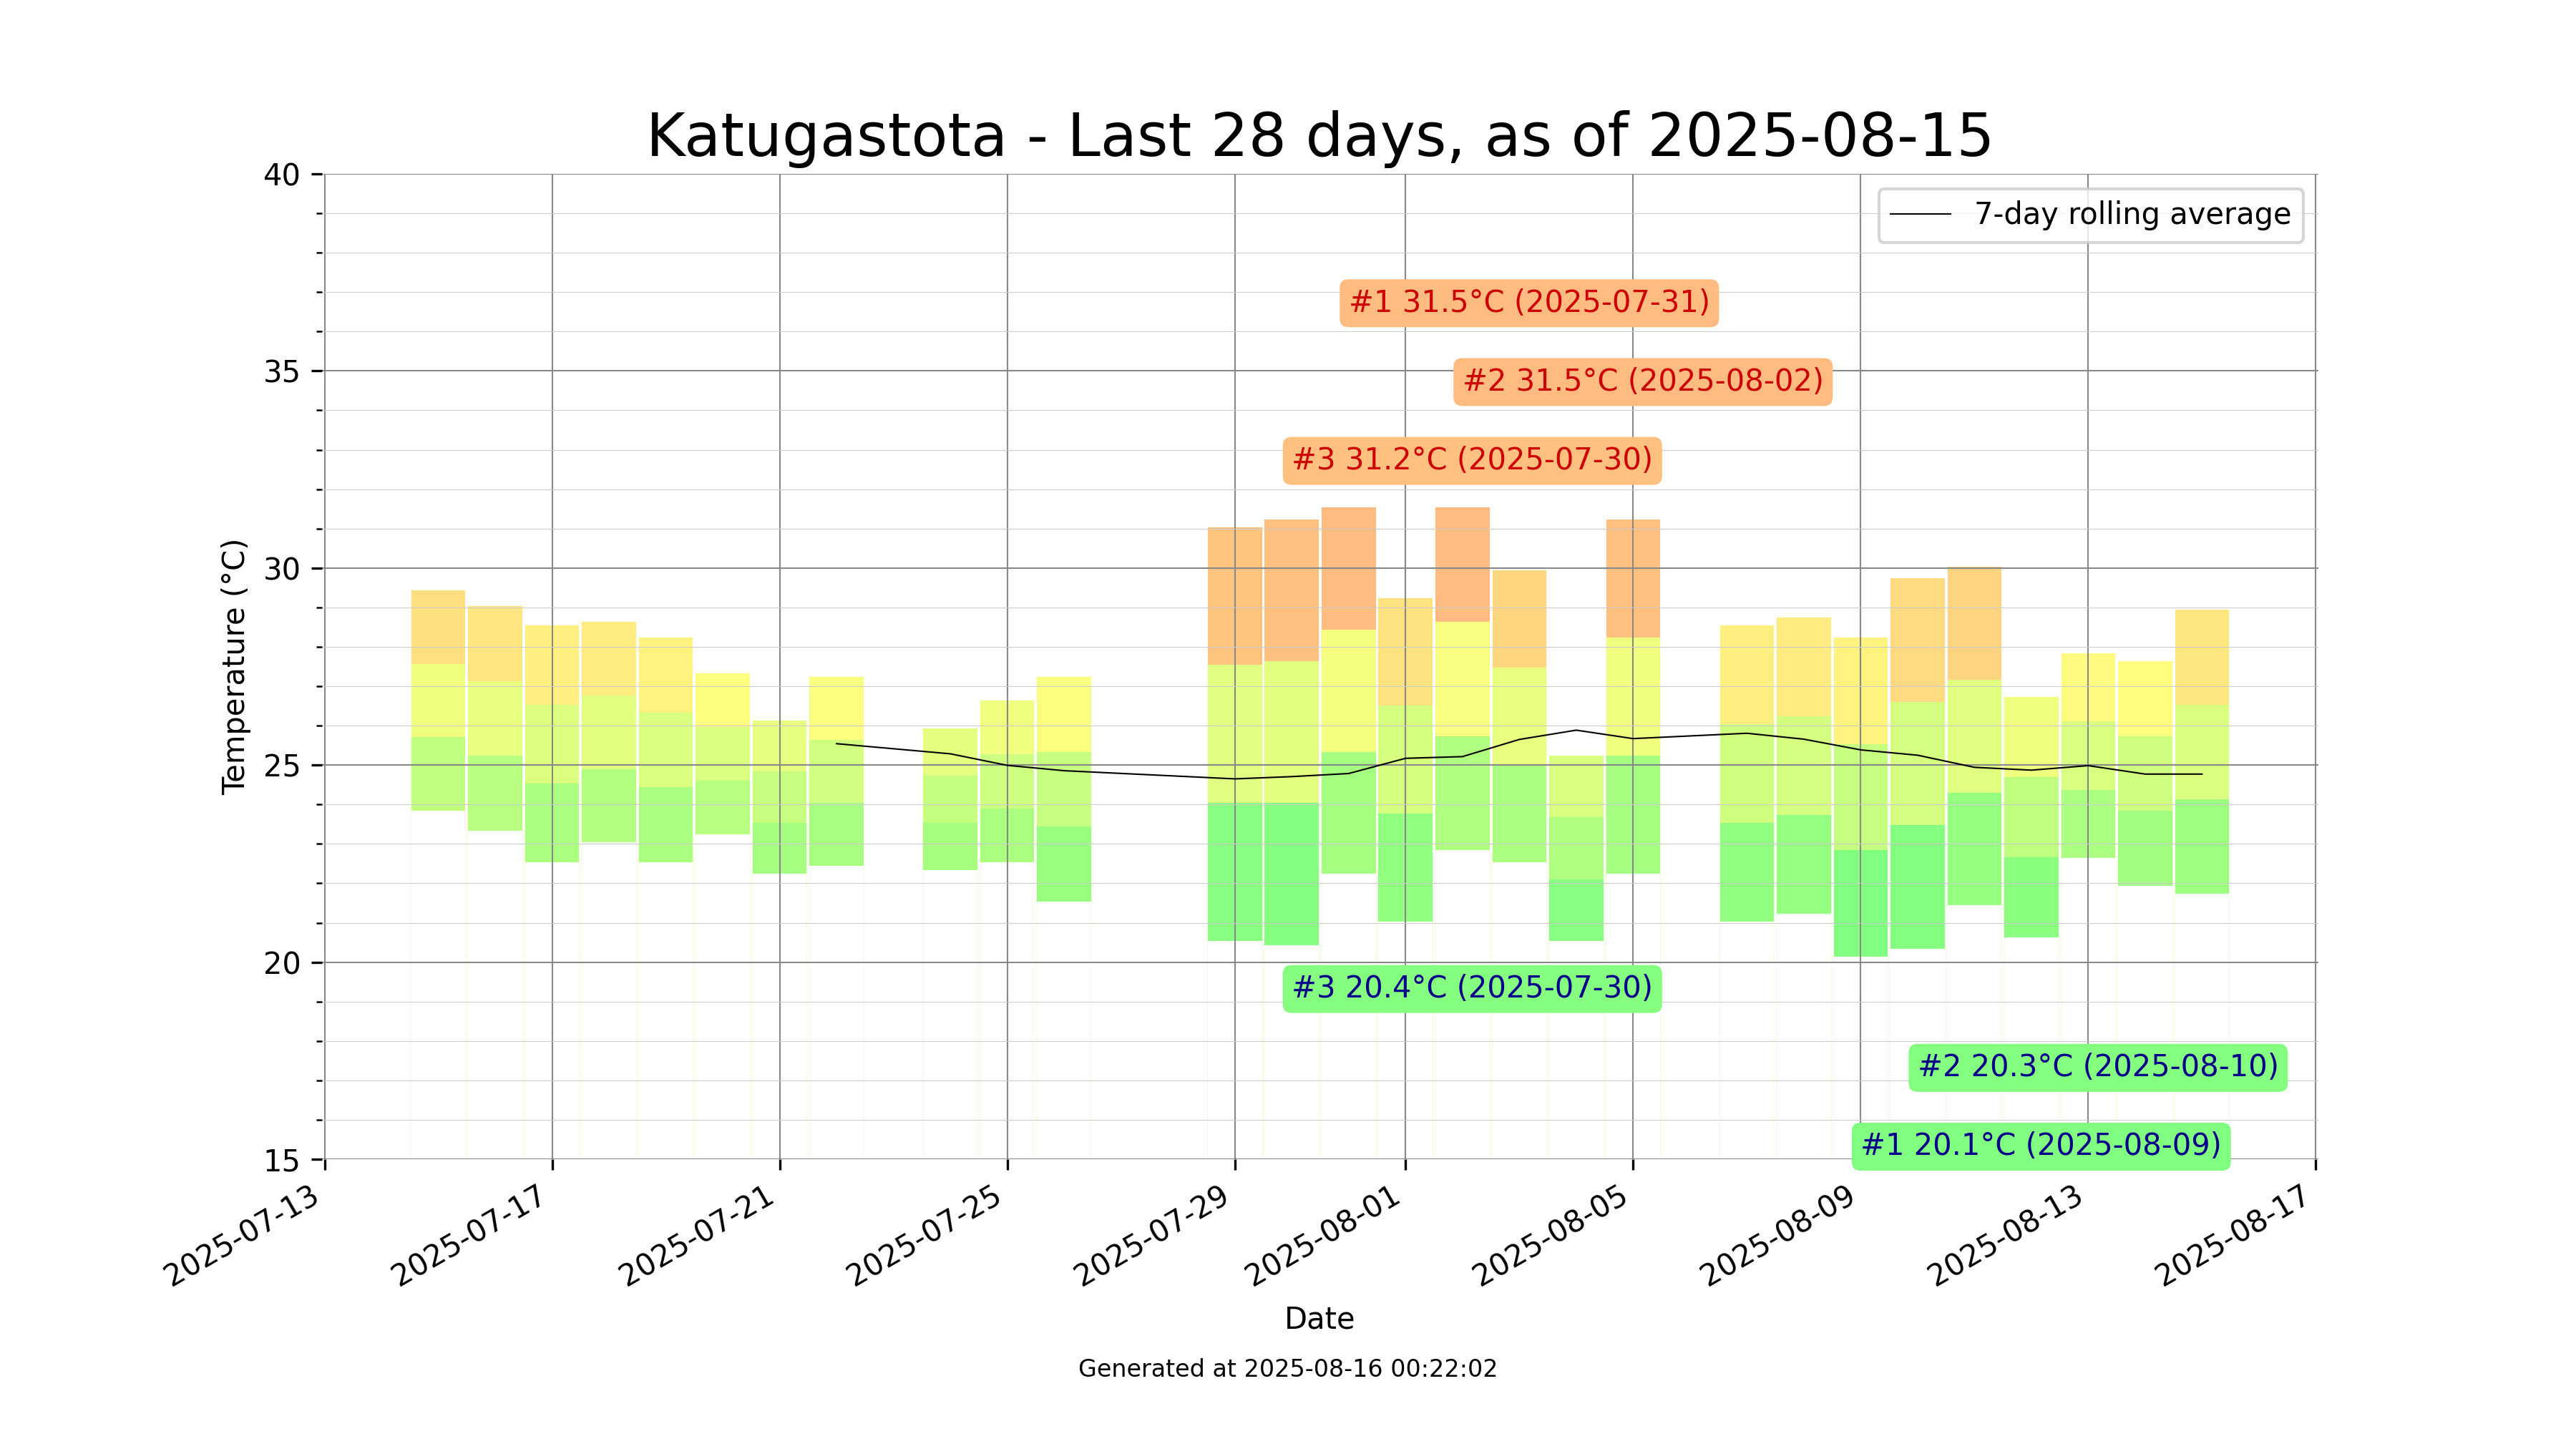 Katugastota - Last 28 days, as of 2025-08-15
7-day rolling average
#1 31.5°C (2025-07-31)
#2 31.5°C (2025-08-02)
#3 31.2°C (2025-07-30)
#3 20.4°C (2025-07-30)
#2 20.3°C (2025-08-10)
#1 20.1°C (2025-08-09)
Temperature (°C)
40
35
30
25
20
15
2025-07-13
2025-07-17
2025-07-21
2025-07-25
2025-07-29
2025-08-01
2025-08-05
2025-08-09
2025-08-13
2025-08-17
Date
Generated at 2025-08-16 00:22:02